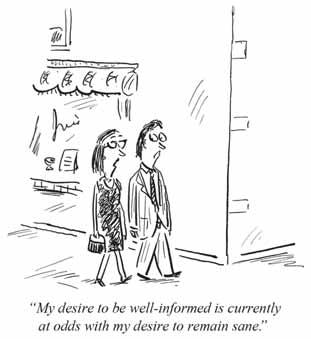 “My desire to be well-informed is currently
at odds with my desire to remain sane.”